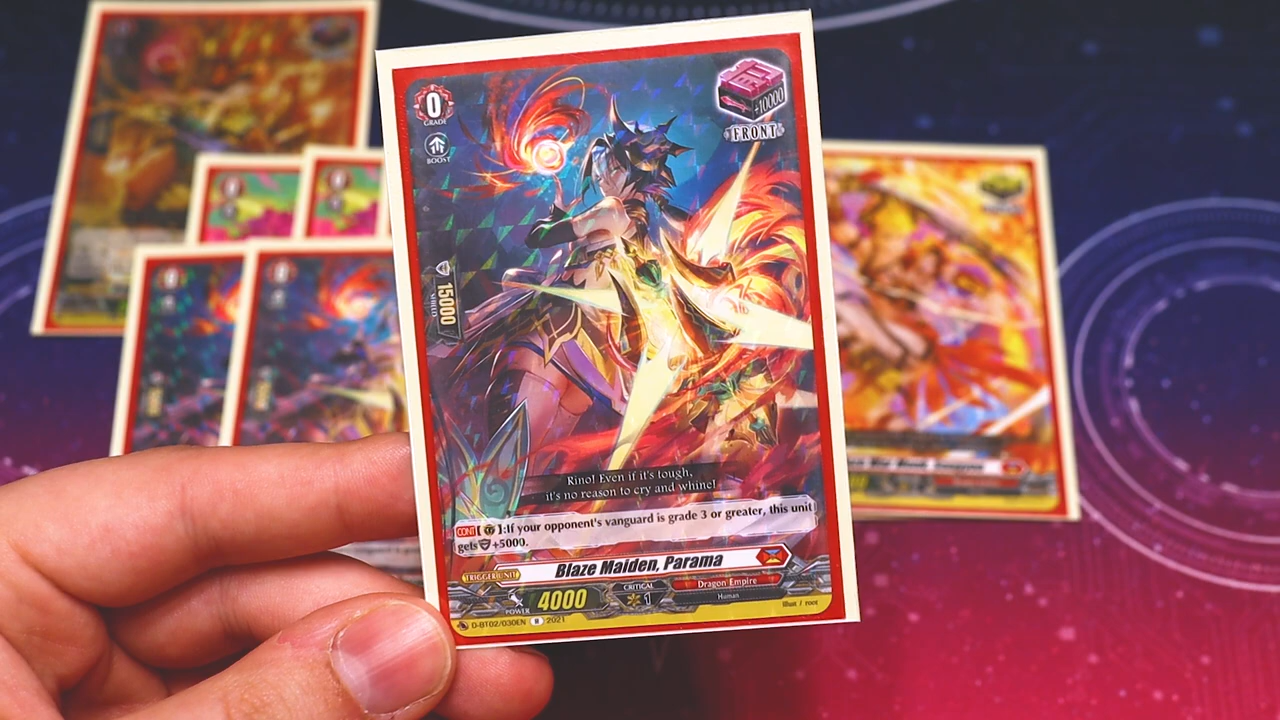 0
GRADE
BOOST
+10000
FRONT
15000
SHIELD
Rino! Even if it's tough,
it's no reason to cry and whine!
CONT [ ]:If your opponent's vanguard is grade 3 or greater, this unit
gets +5000.
Blaze Maiden, Parama
TRIGGER UNIT
POWER 4000
CRITICAL
1
Dragon Empire
Human
D-BT02/030EN R 2021
Illust / root